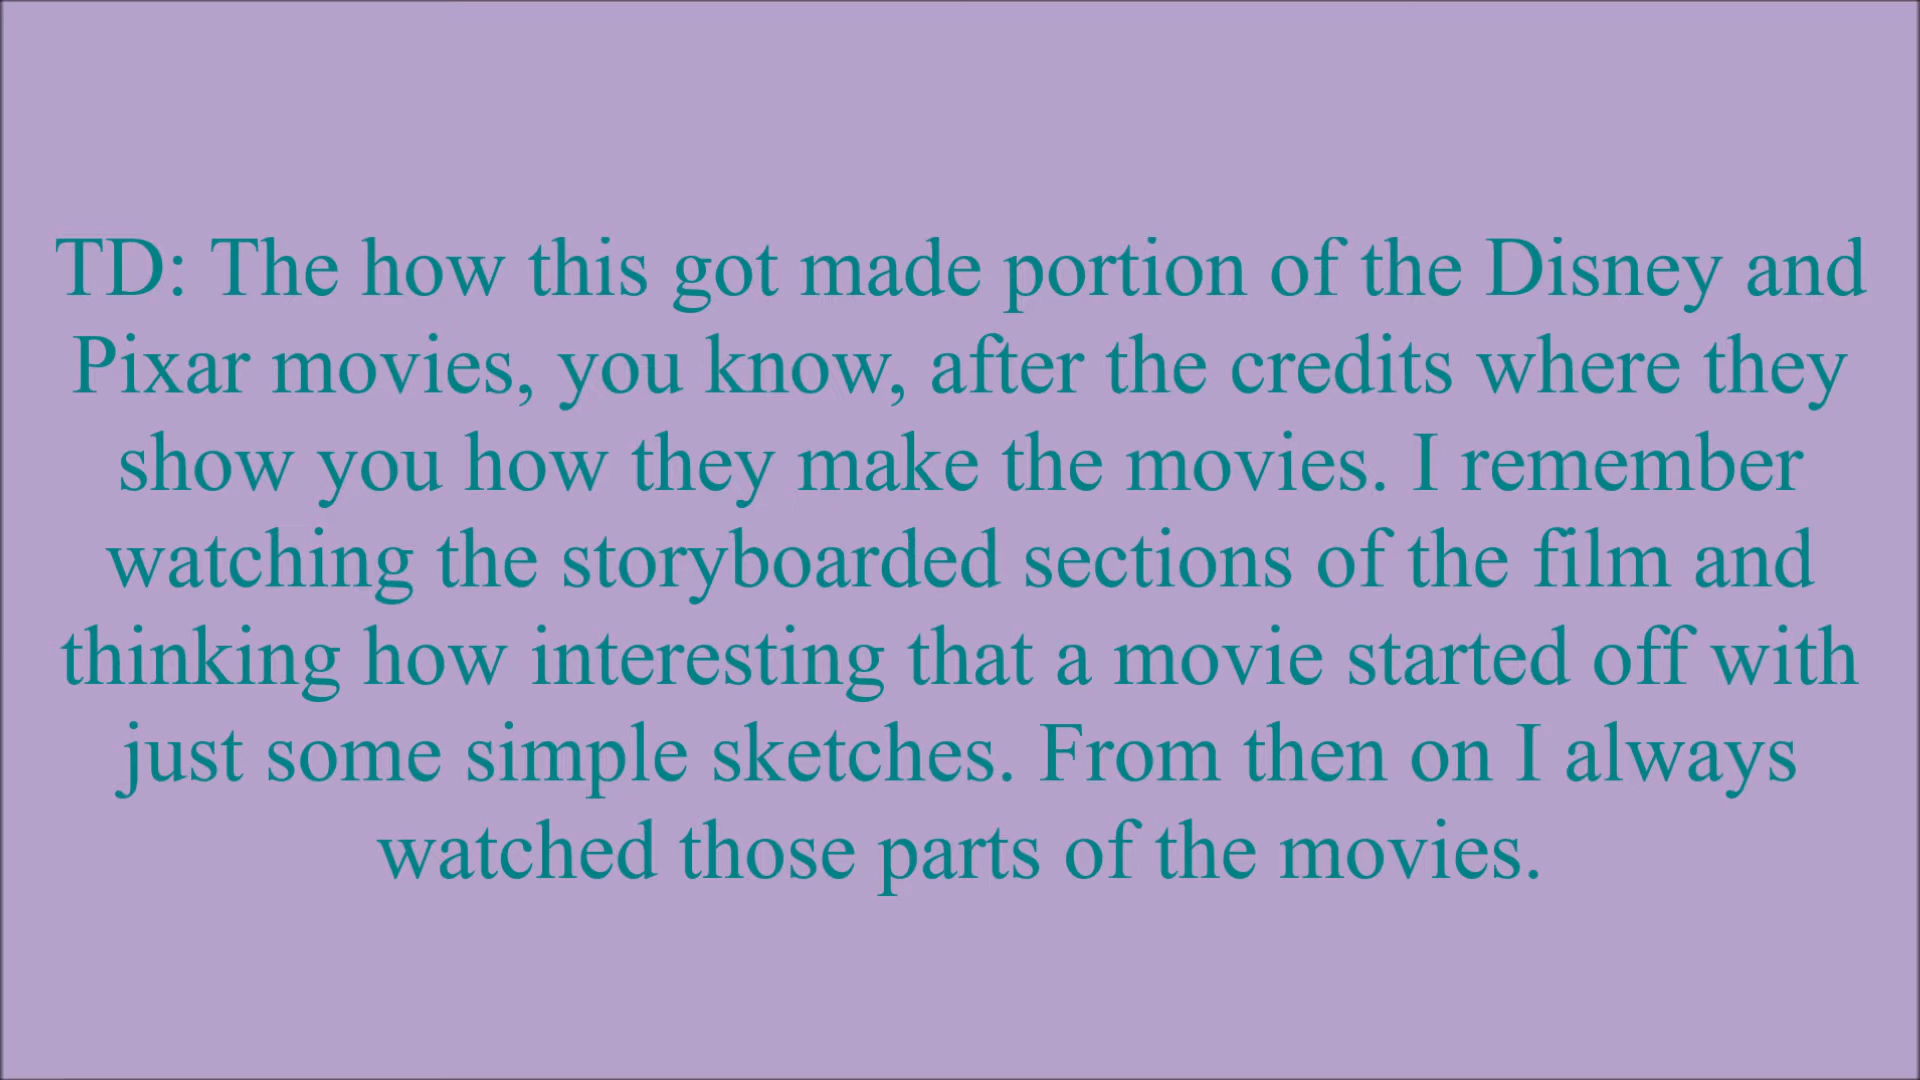 TD: The how this got made portion of the Disney and
Pixar movies, you know, after the credits where they
show you how they make the movies. I remember
watching the storyboarded sections of the film and
thinking how interesting that a movie started off with
just some simple sketches. From then on I always
watched those parts of the movies.